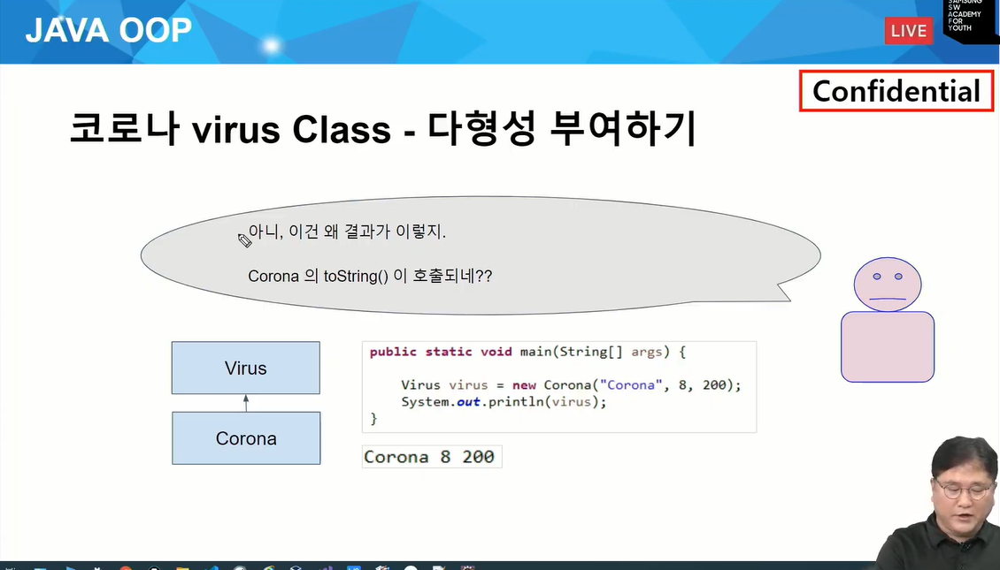 JAVA OOP
LIVE
SAMSUNG
SW
ACADEMY
FOR
YOUTH
Confidential
코로나 virus Class - 다형성 부여하기
아니, 이건 왜 결과가 이렇지.
Corona 의 toString() 이 호출되네??
Virus
Corona
public static void main(String[] args) {
Virus virus = new Corona("Corona", 8, 200);
System.out.println(virus);
}
Corona 8 200